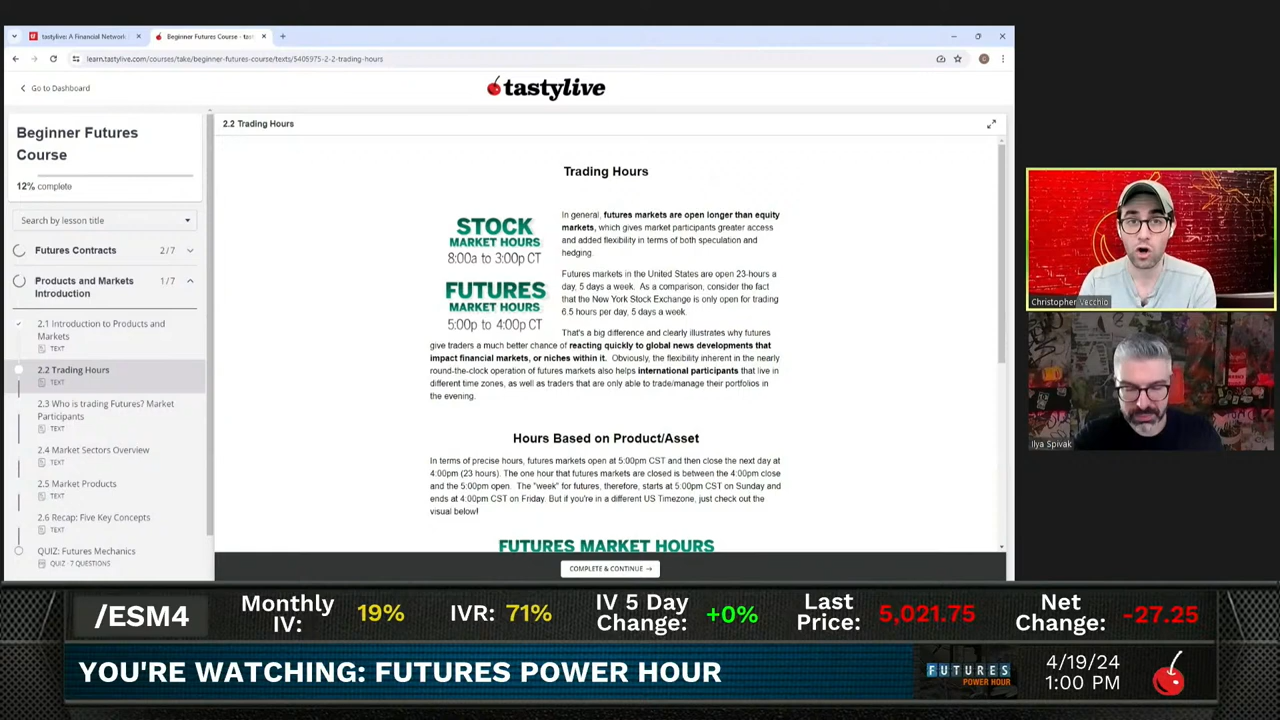 tastylive: A Financial Network
Beginner Futures Course - tast
learn.tastylive.com/courses/take/beginner-futures-course/texts/5405975-2-2-trading-hours
Go to Dashboard
tastylive
Beginner Futures
Course
12% complete
Search by lesson title
Futures Contracts 2/7
Products and Markets 1/7
Introduction
2.1 Introduction to Products and
Markets
TEXT
2.2 Trading Hours
TEXT
2.3 Who is trading Futures? Market
Participants
TEXT
2.4 Market Sectors Overview
TEXT
2.5 Market Products
TEXT
2.6 Recap: Five Key Concepts
TEXT
QUIZ: Futures Mechanics
QUIZ · 7 QUESTIONS
2.2 Trading Hours
Trading Hours
STOCK
MARKET HOURS
8:00a to 3:00p CT
FUTURES
MARKET HOURS
5:00p to 4:00p CT
In general, futures markets are open longer than equity
markets, which gives market participants greater access
and added flexibility in terms of both speculation and
hedging.
Futures markets in the United States are open 23-hours a
day, 5 days a week. As a comparison, consider the fact
that the New York Stock Exchange is only open for trading
6.5 hours per day, 5 days a week.
That's a big difference and clearly illustrates why futures
give traders a much better chance of reacting quickly to global news developments that
impact financial markets, or niches within it. Obviously, the flexibility inherent in the nearly
round-the-clock operation of futures markets also helps international participants that live in
different time zones, as well as traders that are only able to trade/manage their portfolios in
the evening.
Hours Based on Product/Asset
In terms of precise hours, futures markets open at 5:00pm CST and then close the next day at
4:00pm (23 hours). The one hour that futures markets are closed is between the 4:00pm close
and the 5:00pm open. The "week" for futures, therefore, starts at 5:00pm CST on Sunday and
ends at 4:00pm CST on Friday. But if you're in a different US Timezone, just check out the
visual below!
FUTURES MARKET HOURS
COMPLETE & CONTINUE →
Christopher Vecchio
Ilya Spivak
/ESM4
Monthly
IV:
19%
IVR: 71%
IV 5 Day
Change:
+0%
Last
Price:
5,021.75
Net
Change:
-27.25
YOU'RE WATCHING: FUTURES POWER HOUR
FUTURES
POWER HOUR
4/19/24
1:00 PM